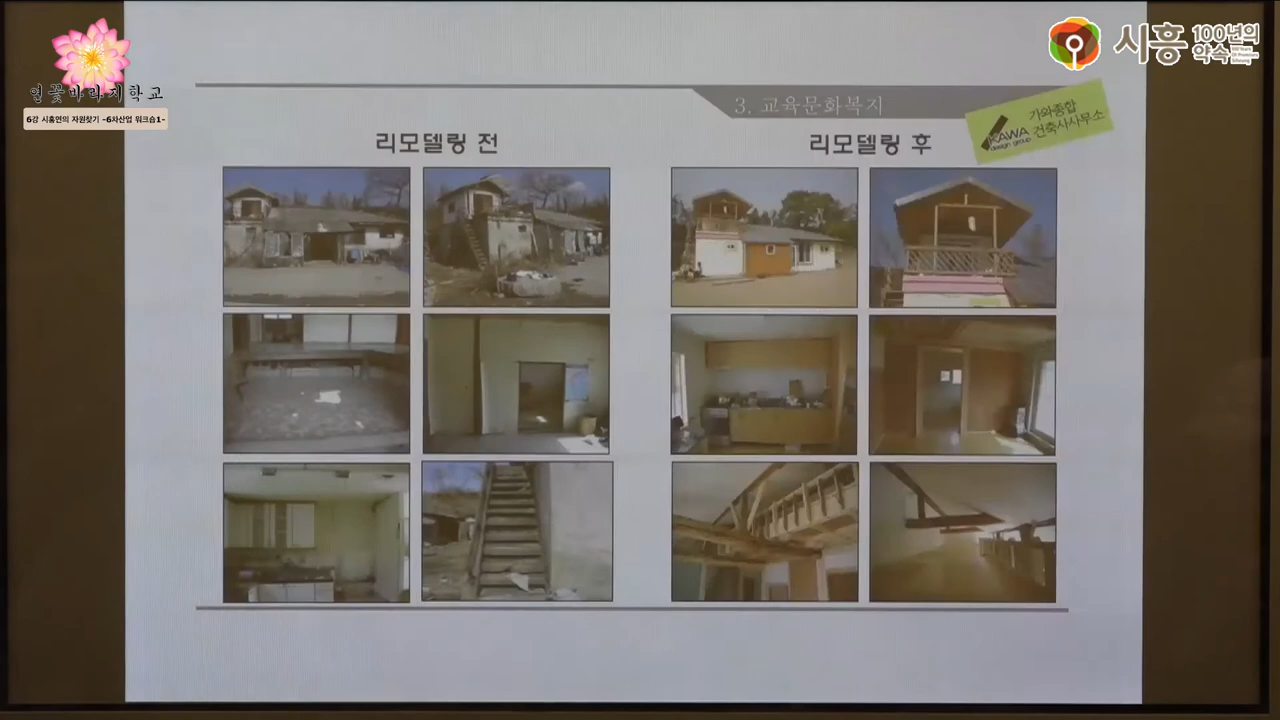 연꽃바라지학교
6강 시흥연의 자원찾기 -6차산업 워크숍1-
시흥 100년의 약속
3. 교육문화복지
KAWA design group
가와종합 건축사사무소
리모델링 전
리모델링 후